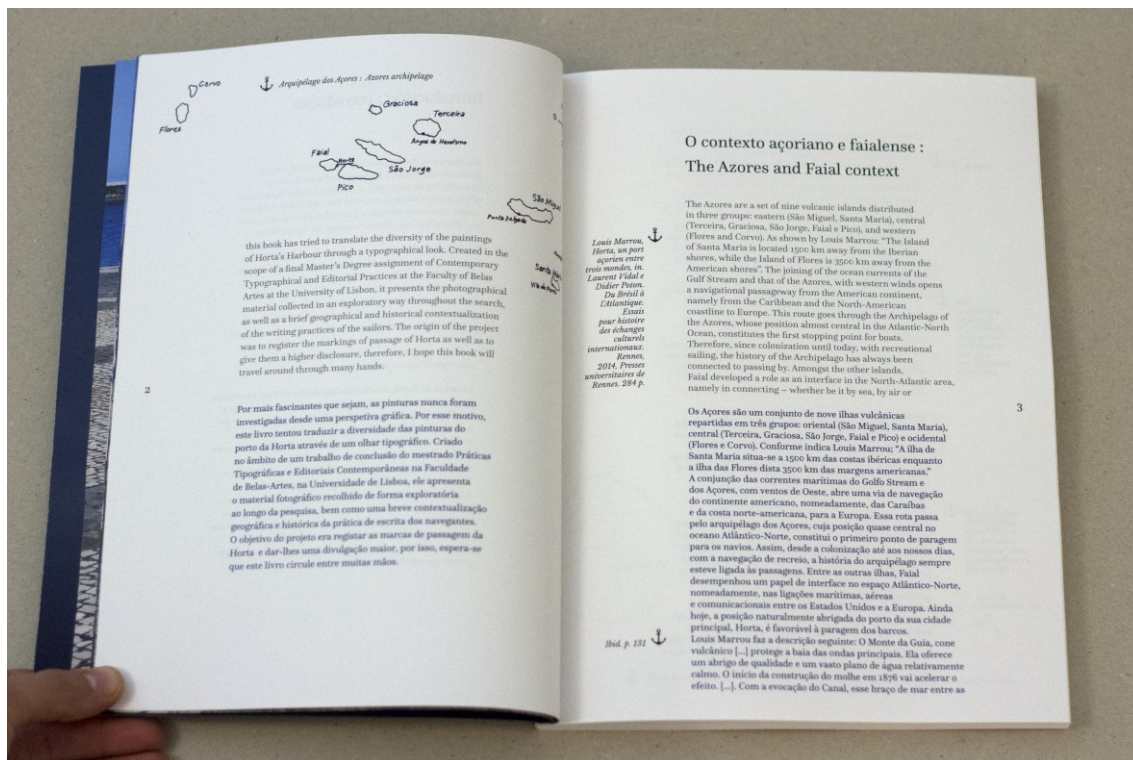 Corvo
Flores
Arquipélago dos Açores : Azores archipelago
Graciosa
Terceira
Angra do Heroísmo
Faial
Horta
São Jorge
Pico
São Miguel
Ponta Delgada
Santa
this book has tried to translate the diversity of the paintings
of Horta's Harbour through a typographical look. Created in the
scope of a final Master's Degree assignment of Contemporary
Typographical and Editorial Practices at the Faculty of Belas
Artes at the University of Lisbon, it presents the photographical
material collected in an exploratory way throughout the search,
as well as a brief geographical and historical contextualization
of the writing practices of the sailors. The origin of the project
was to register the markings of passage of Horta as well as to
give them a higher disclosure, therefore, I hope this book will
travel around through many hands.
2
Por mais fascinantes que sejam, as pinturas nunca foram
investigadas desde uma perspetiva gráfica. Por esse motivo,
este livro tentou traduzir a diversidade das pinturas do
porto da Horta através de um olhar tipográfico. Criado
no âmbito de um trabalho de conclusão do mestrado Práticas
Tipográficas e Editoriais Contemporâneas na Faculdade
de Belas-Artes, na Universidade de Lisboa, ele apresenta
o material fotográfico recolhido de forma exploratória
ao longo da pesquisa, bem como uma breve contextualização
geográfica e histórica da prática de escrita dos navegantes.
O objetivo do projeto era registar as marcas de passagem da
Horta e dar-lhes uma divulgação maior, por isso, espera-se
que este livro circule entre muitas mãos.
O contexto açoriano e faialense :
The Azores and Faial context
The Azores are a set of nine volcanic islands distributed
in three groups: eastern (São Miguel, Santa Maria), central
(Terceira, Graciosa, São Jorge, Faial e Pico), and western
(Flores and Corvo). As shown by Louis Marrou: "The Island
of Santa Maria is located 1500 km away from the Iberian
shores, while the Island of Flores is 3500 km away from the
American shores". The joining of the ocean currents of the
Gulf Stream and that of the Azores, with western winds opens
a navigational passageway from the American continent,
namely from the Caribbean and the North-American
coastline to Europe. This route goes through the Archipelago of
the Azores, whose position almost central in the Atlantic-North
Ocean, constitutes the first stopping point for boats.
Therefore, since colonization until today, with recreational
sailing, the history of the Archipelago has always been
connected to passing by. Amongst the other islands,
Faial developed a role as an interface in the North-Atlantic area,
namely in connecting – whether be it by sea, by air or
Louis Marrou,
Horta, un port
açorien entre
trois mondes, in.
Laurent Vidal e
Didier Poton.
Du Brésil à
L'Atlantique.
Essais
pour histoire
des échanges
culturels
internationaux.
Rennes,
2014, Presses
universitaires de
Rennes. 284 p.
3
Os Açores são um conjunto de nove ilhas vulcânicas
repartidas em três grupos: oriental (São Miguel, Santa Maria),
central (Terceira, Graciosa, São Jorge, Faial e Pico) e ocidental
(Flores e Corvo). Conforme indica Louis Marrou; "A ilha de
Santa Maria situa-se a 1500 km das costas ibéricas enquanto
a ilha das Flores dista 3500 km das margens americanas."
A conjunção das correntes marítimas do Golfo Stream e
dos Açores, com ventos de Oeste, abre uma via de navegação
do continente americano, nomeadamente, das Caraíbas
e da costa norte-americana, para a Europa. Essa rota passa
pelo arquipélago dos Açores, cuja posição quase central no
oceano Atlântico-Norte, constitui o primeiro ponto de paragem
para os navios. Assim, desde a colonização até aos nossos dias,
com a navegação de recreio, a história do arquipélago sempre
esteve ligada às passagens. Entre as outras ilhas, Faial
desempenhou um papel de interface no espaço Atlântico-Norte,
nomeadamente, nas ligações marítimas, aéreas
e comunicacionais entre os Estados Unidos e a Europa. Ainda
hoje, a posição naturalmente abrigada do porto da sua cidade
principal, Horta, é favorável à paragem dos barcos.
Louis Marrou faz a descrição seguinte: O Monte da Guia, cone
vulcânico [...] protege a baía das ondas principais. Ela oferece
um abrigo de qualidade e um vasto plano de água relativamente
calmo. O início da construção do molhe em 1876 vai acelerar o
efeito. [...]. Com a evocação do Canal, esse braço de mar entre as
Ibid. p. 131